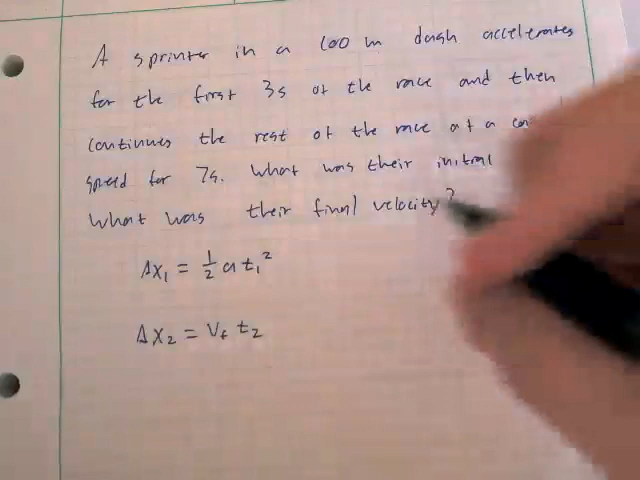 A sprinter in a 100 m dash accelerates
for the first 3s of the race and then
continues the rest of the race at a
speed for 7s. What was their initial
What was their final velocity?
Δx₁ = ½ a t₁²
Δx₂ = Vf t₂